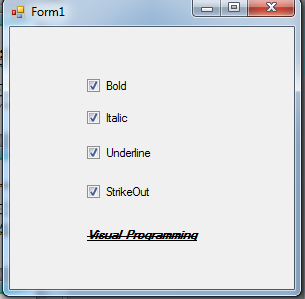 Form1
Bold
Italic
Underline
StrikeOut
Visual Programming